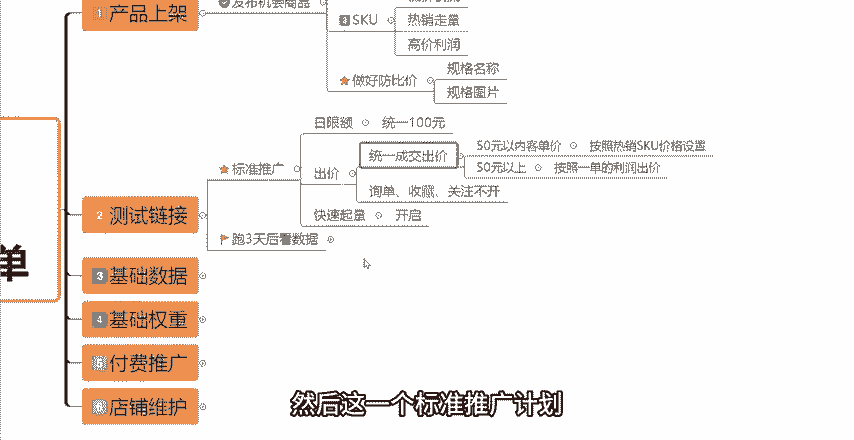 1 产品上架
发布机会商品
3 SKU
热销走量
高价利润
做好防比价
规格名称
规格图片
2 测试链接
标准推广
日限额
统一100元
出价
统一成交出价
50元以内客单价
按照热销SKU价格设置
50元以上
按照一单的利润出价
询单、收藏、关注不开
快速起量
开启
跑3天后看数据
单
3 基础数据
4 基础权重
5 付费推广
6 店铺维护
然后这一个标准推广计划